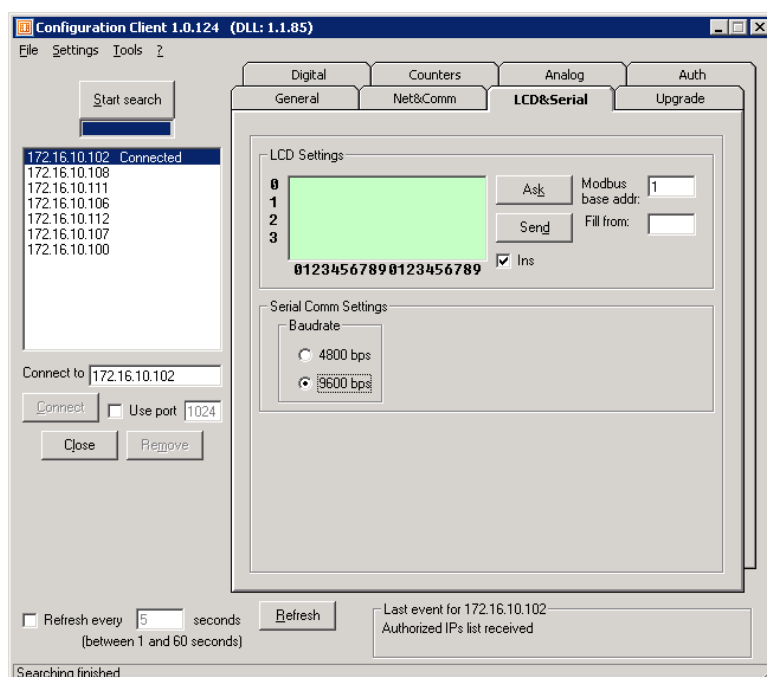 Configuration Client 1.0.124 (DLL: 1.1.85)
File Settings Tools ?
Start search
172.16.10.102 Connected
172.16.10.108
172.16.10.111
172.16.10.106
172.16.10.112
172.16.10.107
172.16.10.100
Connect to 172.16.10.102
Connect Use port 1024
Close Remove
Digital Counters Analog Auth
General Net&Comm LCD&Serial Upgrade
LCD Settings
0
1
2
3
01234567890123456789
Ask Modbus base addr: 1
Send Fill from:
Ins
Serial Comm Settings
Baudrate
4800 bps
9600 bps
Refresh every 5 seconds
(between 1 and 60 seconds)
Refresh
Last event for 172.16.10.102
Authorized IPs list received
Searching finished